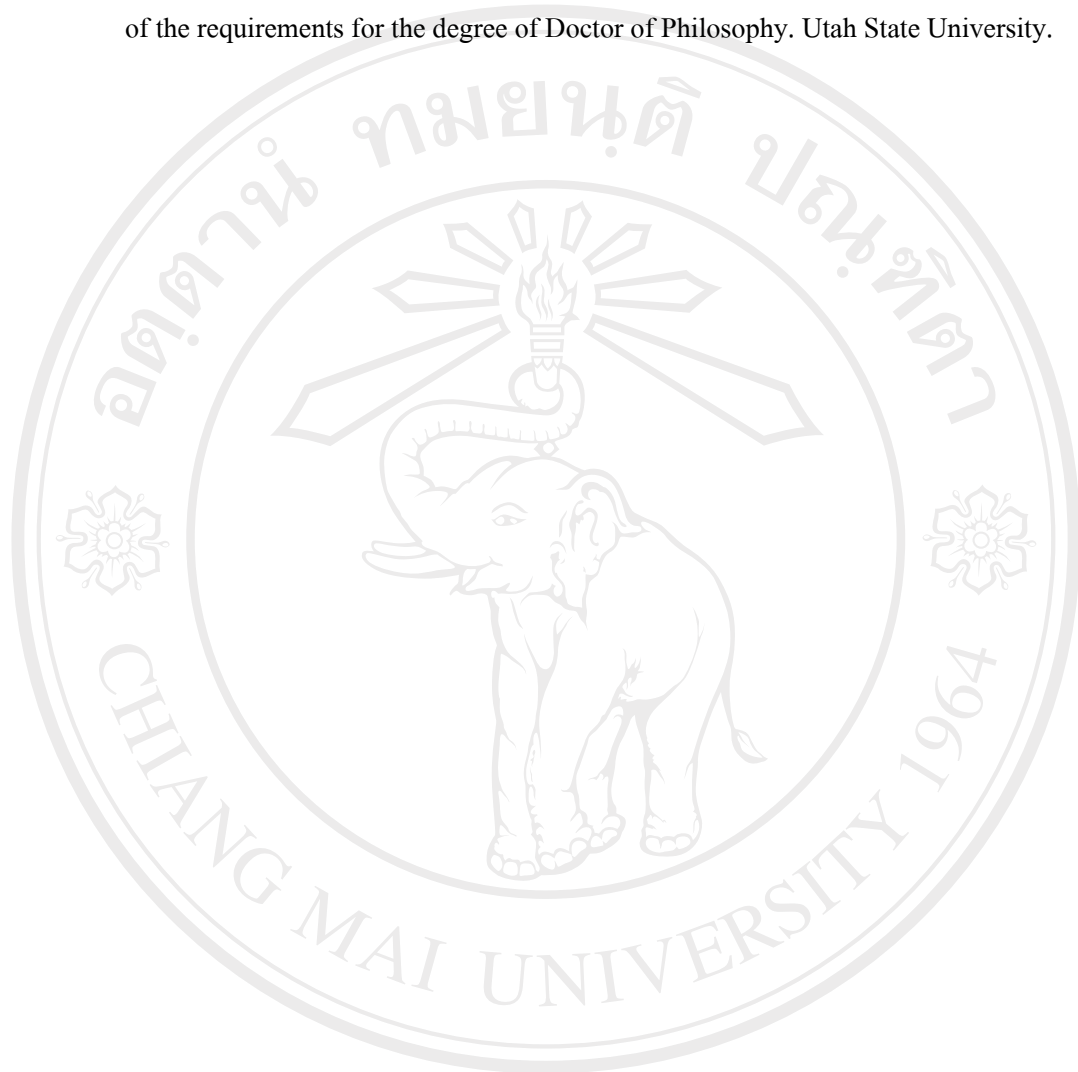 of the requirements for the degree of Doctor of Philosophy. Utah State University.
อตฺตานํ ทมยนฺติ ปณฺฑิตา
CHIANG MAI UNIVERSITY 1964